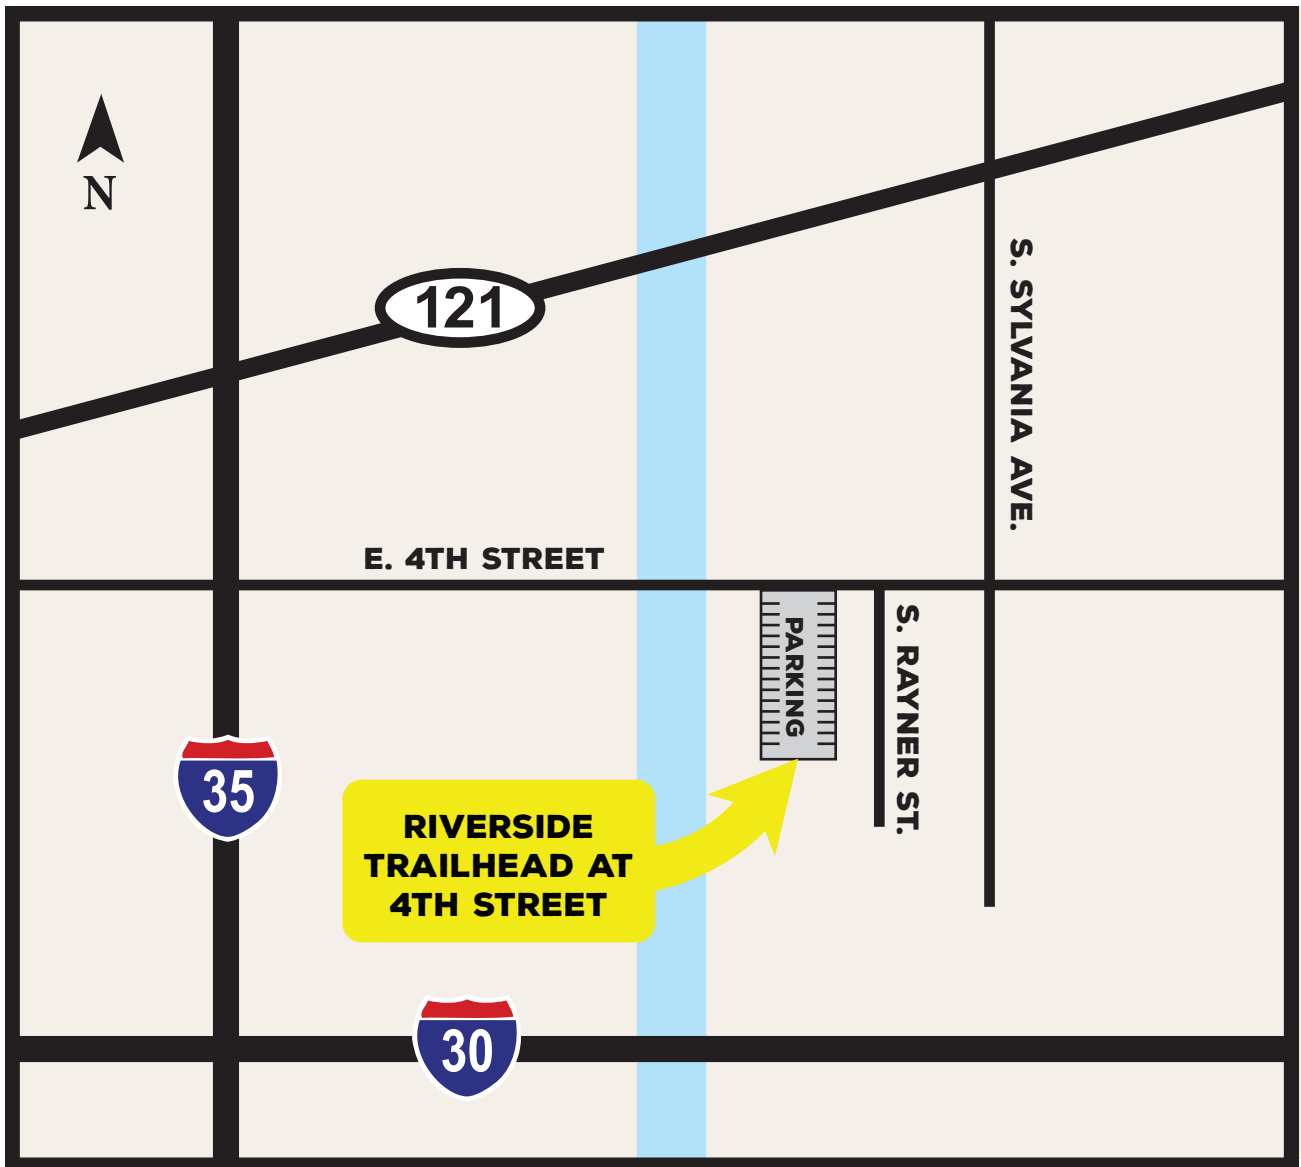 N
121
S. SYLVANIA AVE.
E. 4TH STREET
PARKING
S. RAYNER ST.
35
RIVERSIDE
TRAILHEAD AT
4TH STREET
30